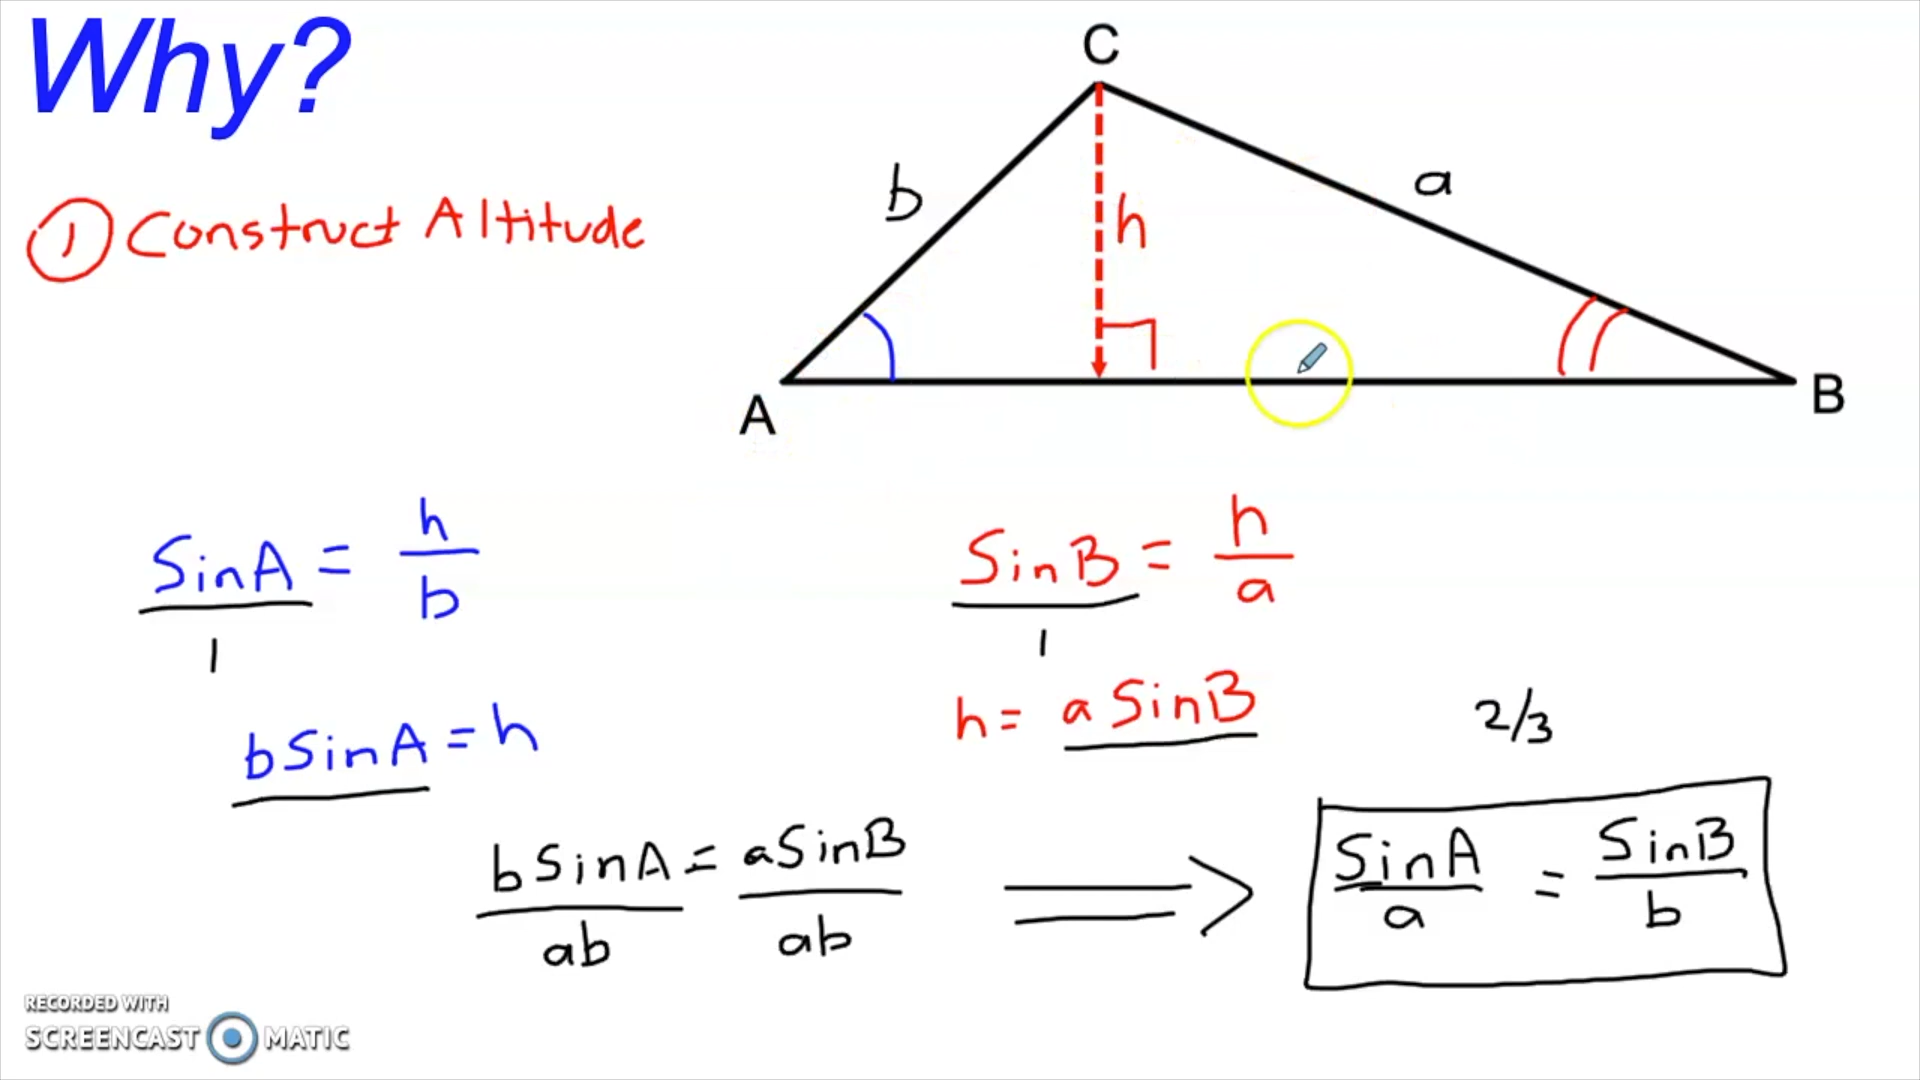 Why?
① Construct Altitude
C
b
h
a
A
B
SinA = h/b
1
SinB = h/a
1
bSinA = h
h = aSinB
2/3
bSinA/ab = aSinB/ab
SinA/a = SinB/b
RECORDED WITH
SCREENCAST MATIC